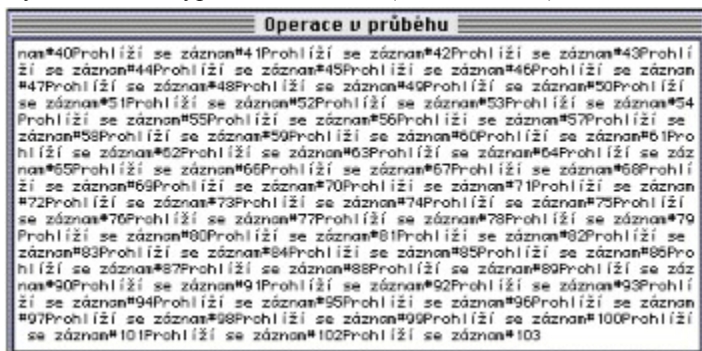 Operace v průběhu
nam#40Prohlíží se záznam#41Prohlíží se záznam#42Prohlíží se záznam#43Prohlí
ží se záznam#44Prohlíží se záznam#45Prohlíží se záznam#46Prohlíží se záznam
#47Prohlíží se záznam#48Prohlíží se záznam#49Prohlíží se záznam#50Prohlíží
se záznam#51Prohlíží se záznam#52Prohlíží se záznam#53Prohlíží se záznam#54
Prohlíží se záznam#55Prohlíží se záznam#56Prohlíží se záznam#57Prohlíží se
záznam#58Prohlíží se záznam#59Prohlíží se záznam#60Prohlíží se záznam#61Pro
hlíží se záznam#62Prohlíží se záznam#63Prohlíží se záznam#64Prohlíží se záz
nam#65Prohlíží se záznam#66Prohlíží se záznam#67Prohlíží se záznam#68Prohlí
ží se záznam#69Prohlíží se záznam#70Prohlíží se záznam#71Prohlíží se záznam
#72Prohlíží se záznam#73Prohlíží se záznam#74Prohlíží se záznam#75Prohlíží
se záznam#76Prohlíží se záznam#77Prohlíží se záznam#78Prohlíží se záznam#79
Prohlíží se záznam#80Prohlíží se záznam#81Prohlíží se záznam#82Prohlíží se
záznam#83Prohlíží se záznam#84Prohlíží se záznam#85Prohlíží se záznam#86Pro
hlíží se záznam#87Prohlíží se záznam#88Prohlíží se záznam#89Prohlíží se záz
nam#90Prohlíží se záznam#91Prohlíží se záznam#92Prohlíží se záznam#93Prohlí
ží se záznam#94Prohlíží se záznam#95Prohlíží se záznam#96Prohlíží se záznam
#97Prohlíží se záznam#98Prohlíží se záznam#99Prohlíží se záznam#100Prohlíží
se záznam#101Prohlíží se záznam#102Prohlíží se záznam#103